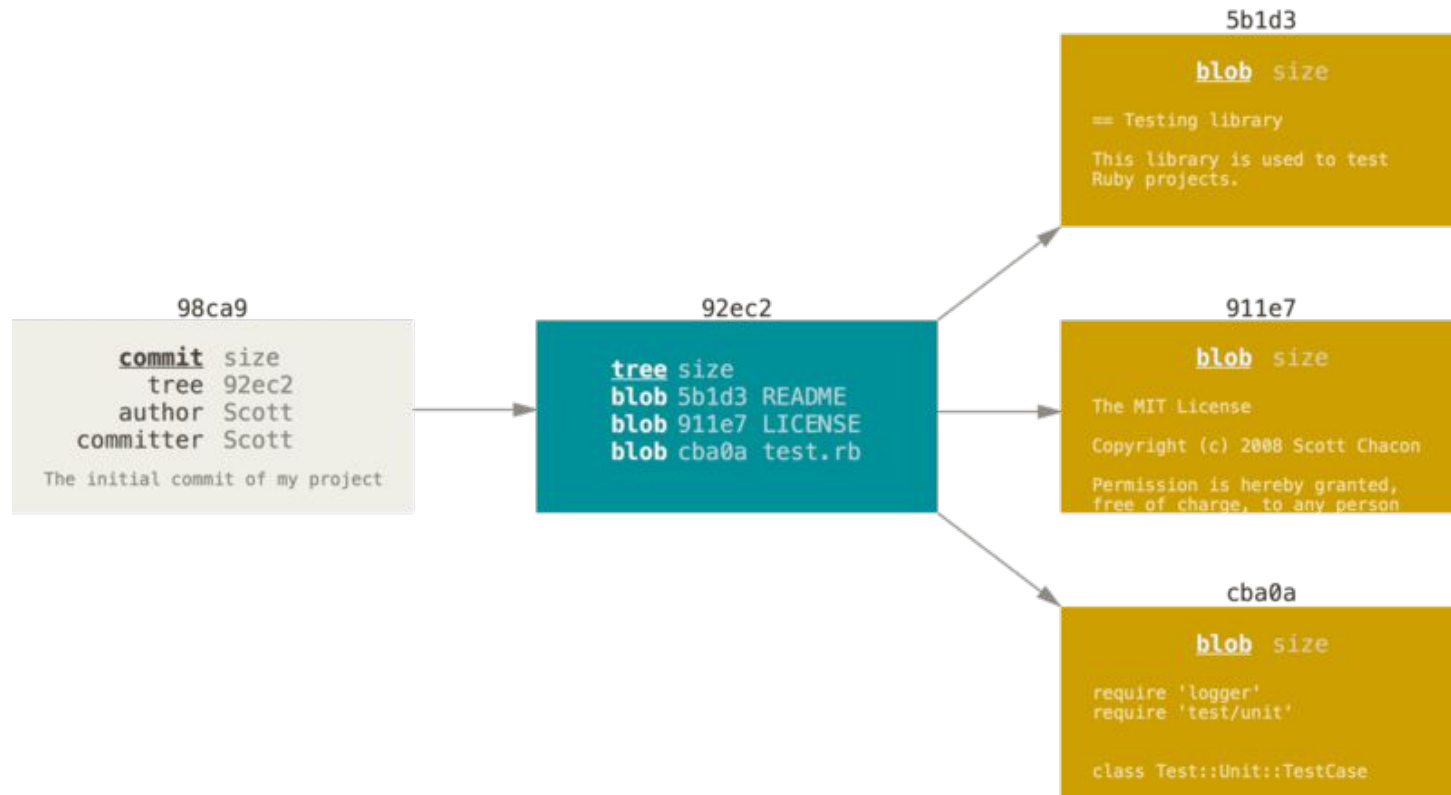 98ca9
commit size
tree 92ec2
author Scott
committer Scott
The initial commit of my project
92ec2
tree size
blob 5b1d3 README
blob 911e7 LICENSE
blob cba0a test.rb
5b1d3
blob size
== Testing library
This library is used to test
Ruby projects.
911e7
blob size
The MIT License
Copyright (c) 2008 Scott Chacon
Permission is hereby granted,
free of charge, to any person
cba0a
blob size
require 'logger'
require 'test/unit'
class Test::Unit::TestCase